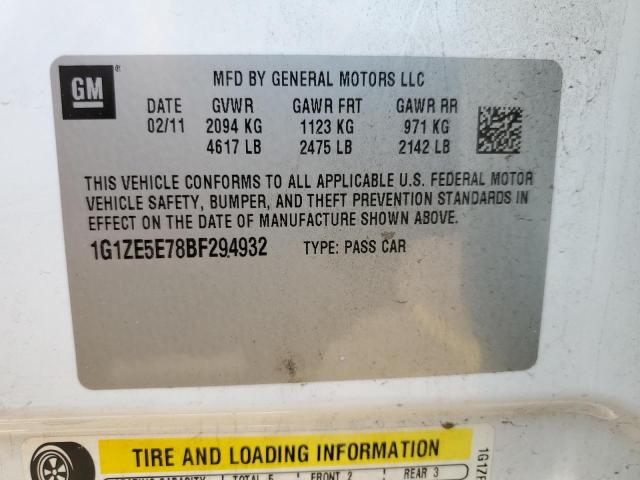 GM
MFD BY GENERAL MOTORS LLC
DATE GVWR GAWR FRT GAWR RR
02/11 2094 KG 1123 KG 971 KG
4617 LB 2475 LB 2142 LB
THIS VEHICLE CONFORMS TO ALL APPLICABLE U.S. FEDERAL MOTOR
VEHICLE SAFETY, BUMPER, AND THEFT PREVENTION STANDARDS IN
EFFECT ON THE DATE OF MANUFACTURE SHOWN ABOVE.
1G1ZE5E78BF294932 TYPE: PASS CAR
TIRE AND LOADING INFORMATION
SEATING CAPACITY TOTAL 5 FRONT 2 REAR 3